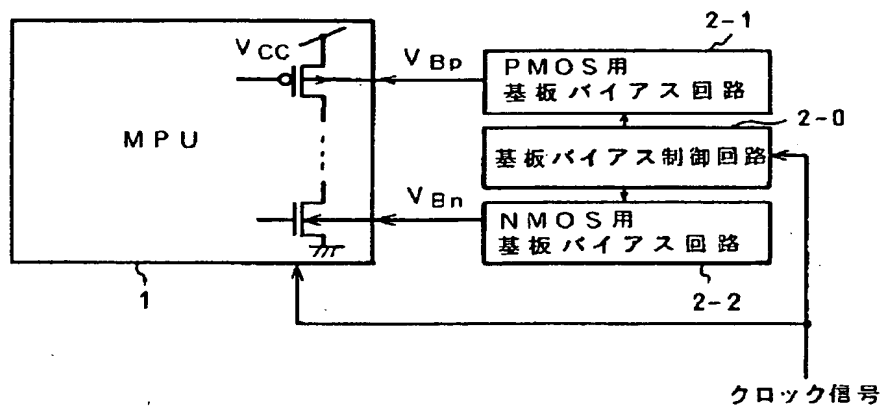 2-1
V CC
V Bp
PMOS用
基板バイアス回路
2-0
MPU
基板バイアス制御回路
V Bn
NMOS用
基板バイアス回路
1
2-2
クロック信号